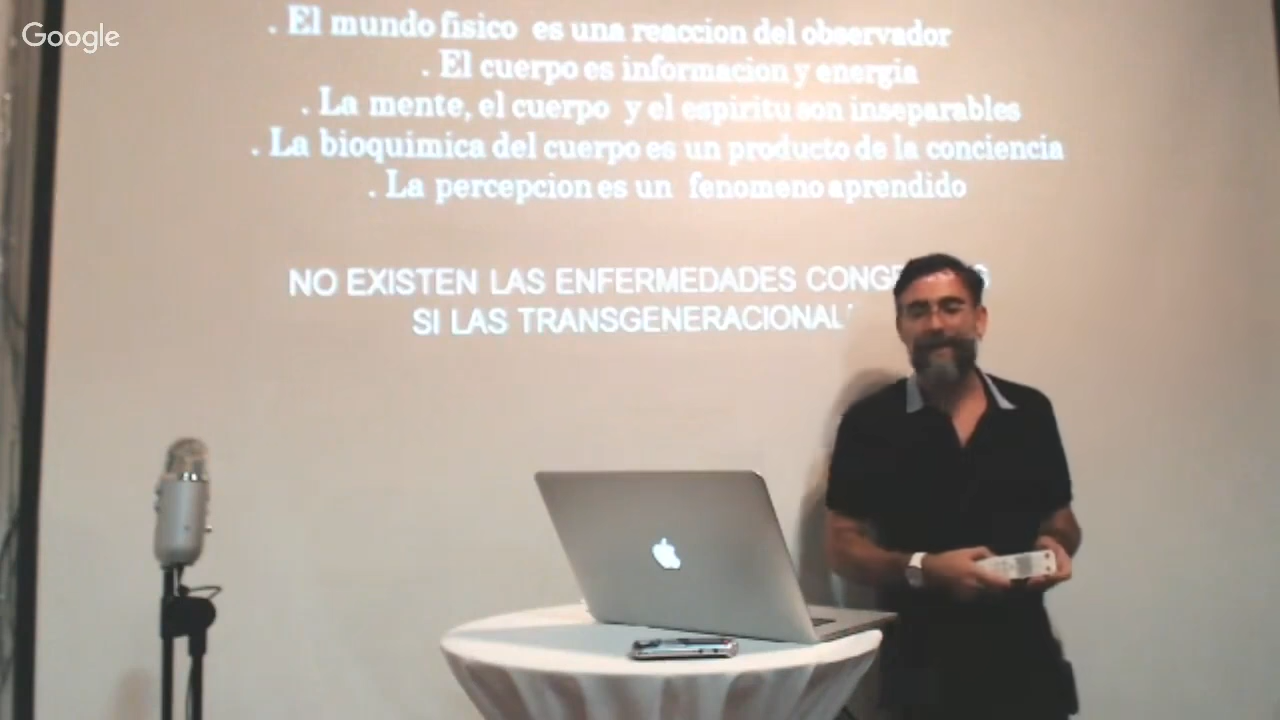 Google
. El mundo fisico es una reaccion del observador
. El cuerpo es informacion y energia
. La mente, el cuerpo y el espiritu son inseparables
. La bioquimica del cuerpo es un producto de la conciencia
. La percepcion es un fenomeno aprendido
NO EXISTEN LAS ENFERMEDADES
SI LAS